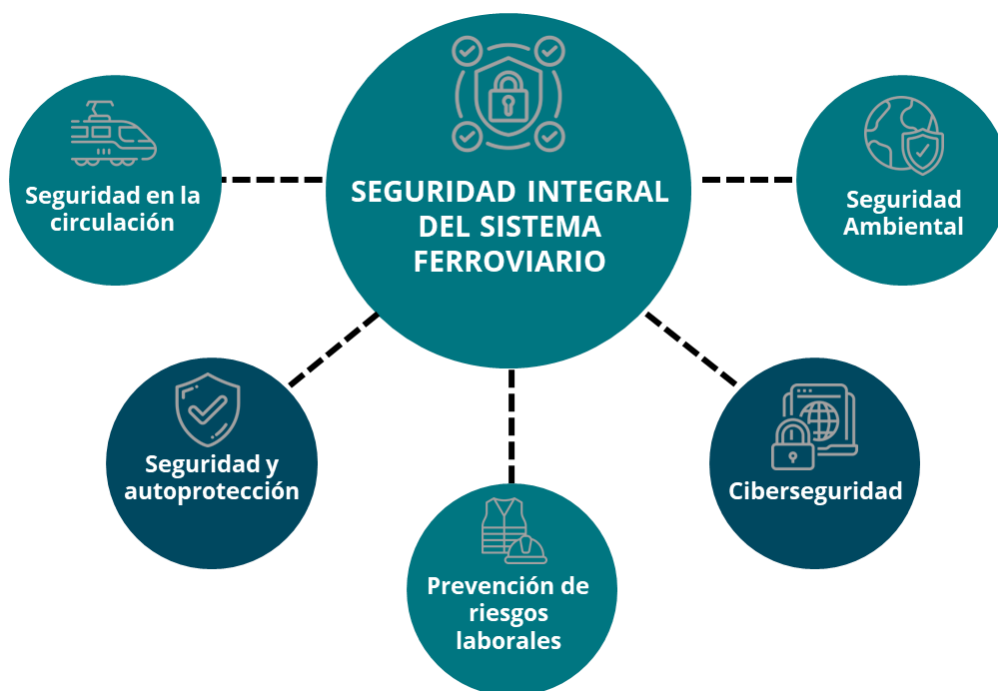 SEGURIDAD INTEGRAL
DEL SISTEMA
FERROVIARIO
Seguridad en la
circulación
Seguridad
Ambiental
Seguridad y
autoprotección
Ciberseguridad
Prevención de
riesgos
laborales